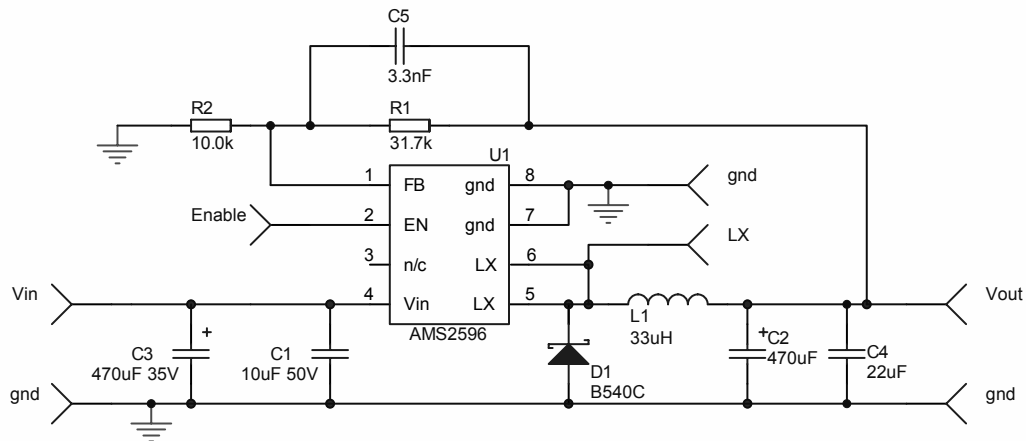 C5
3.3nF
R2
10.0k
R1
31.7k
U1
1 FB gnd 8 gnd
Enable 2 EN gnd 7
3 n/c LX 6 LX
Vin 4 Vin LX 5 Vout
AMS2596
L1
33uH
+
C3
470uF 35V
C1
10uF 50V
D1
B540C
+
C2
470uF
C4
22uF
gnd
gnd